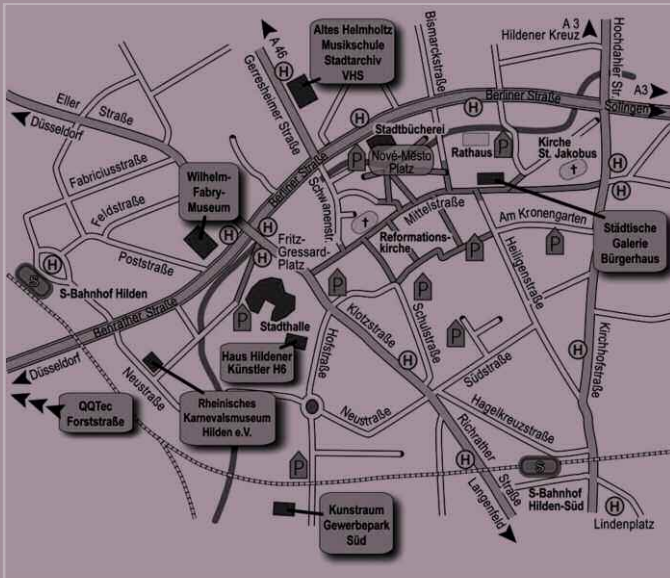 Altes Helmholtz
Musikschule
Stadtarchiv
VHS
A 46
Gerresheimer Straße
H
Bismarckstraße
A 3
Hildener Kreuz
Hochdahler Str.
A3
Berliner Straße
Solingen
Eller Straße
Düsseldorf
Fabriciusstraße
Feldstraße
Wilhelm-
Fabry-
Museum
Berliner Straße
Schwanenstr.
Stadtbücherei
Nové-Město
Platz
Rathaus
P
Kirche
St. Jakobus
Mittelstraße
Am Kronengarten
Reformations-
kirche
Heiligenstraße
Städtische
Galerie
Bürgerhaus
Poststraße
Fritz-
Gressard-
Platz
S
S-Bahnhof Hilden
Benrather Straße
Stadthalle
Klotzstraße
Schulstraße
Hofstraße
Kirchhofstraße
Haus Hildener
Künstler H6
Südstraße
Düsseldorf
Neustraße
QQTec
Forststraße
Rheinisches
Karnevalsmuseum
Hilden e.V.
Neustraße
Hagelkreuzstraße
Richrather Straße
Langenfeld
S
S-Bahnhof
Hilden-Süd
H
Lindenplatz
P
Kunstraum
Gewerbepark
Süd